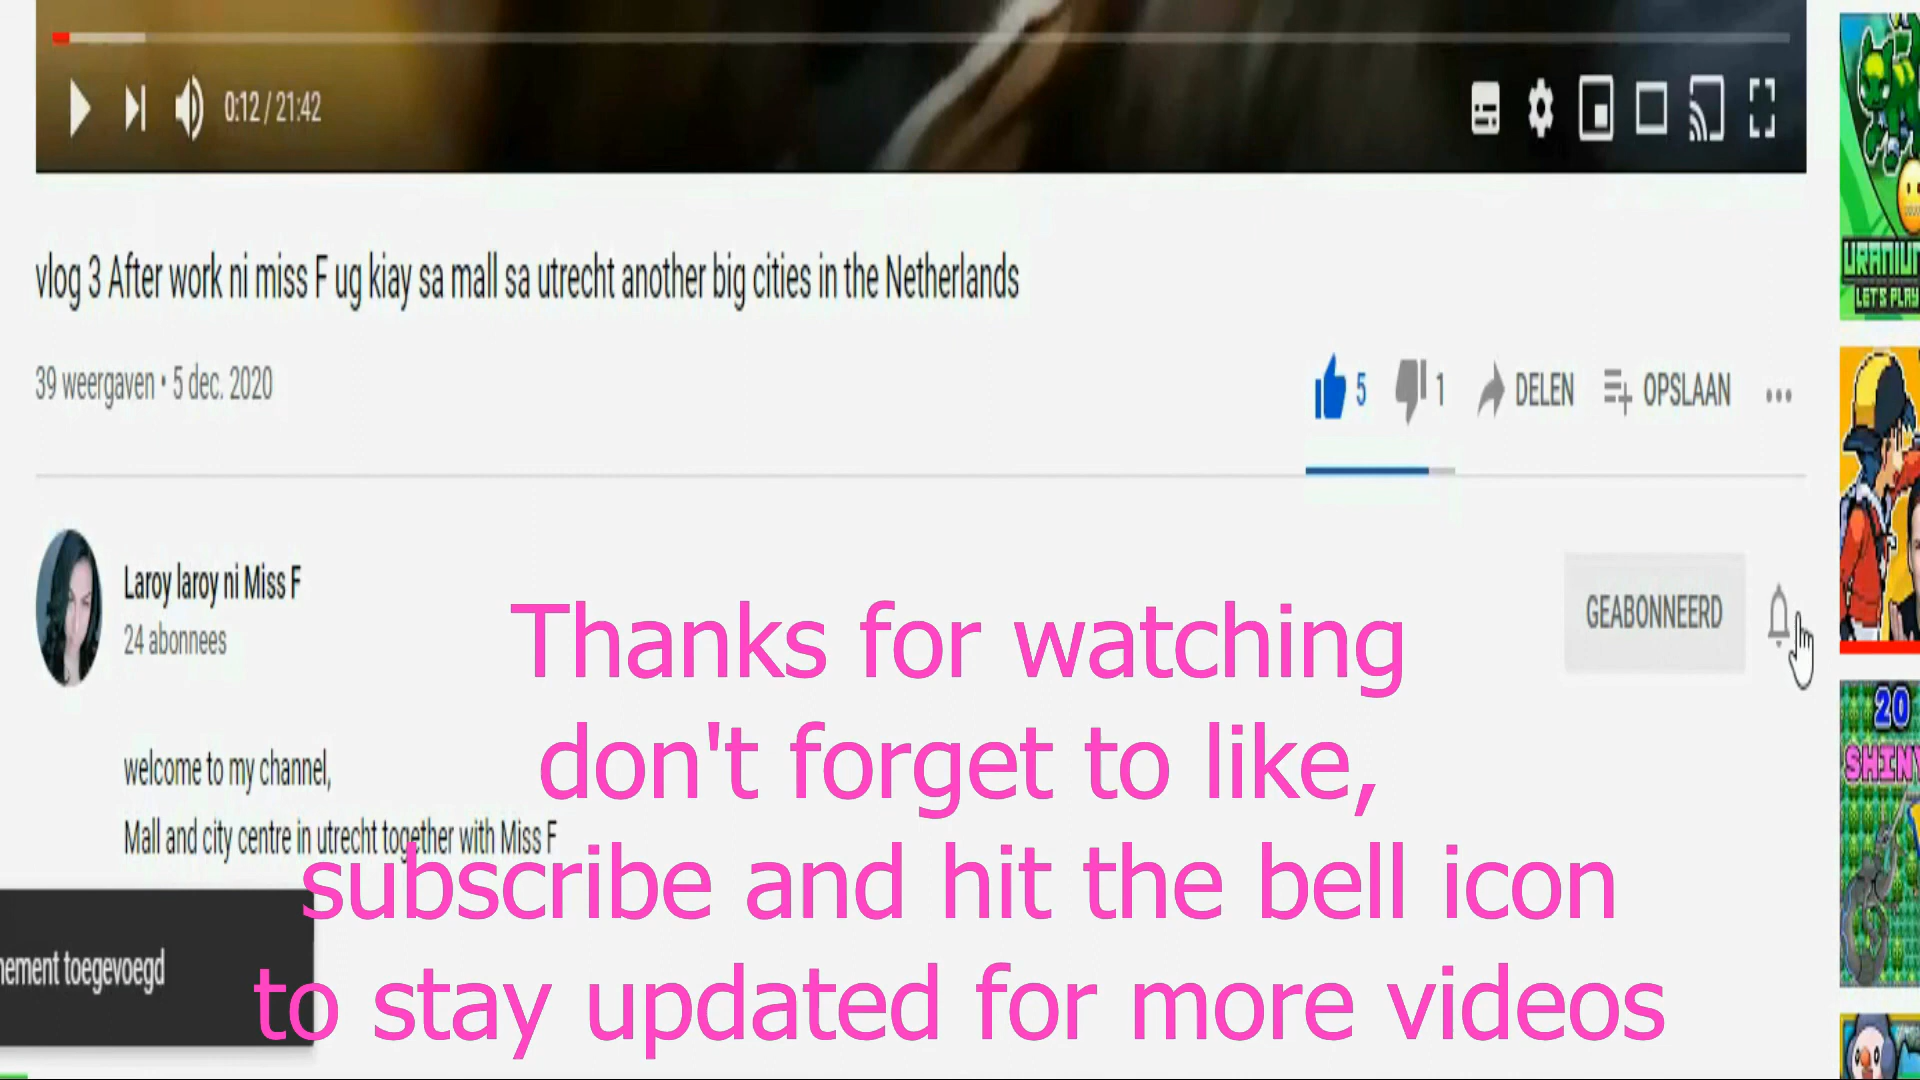 0:12 / 21:42
vlog 3 After work ni miss F ug kiay sa mall sa utrecht another big cities in the Netherlands
39 weergaven • 5 dec. 2020
5 1 DELEN OPSLAAN
Laroy laroy ni Miss F
24 abonnees
GEABONNEERD
welcome to my channel,
Mall and city centre in utrecht together with Miss F
Thanks for watching
don't forget to like,
subscribe and hit the bell icon
to stay updated for more videos
nement toegevoegd
URANIUM
LET'S PLAY
20
SHINY